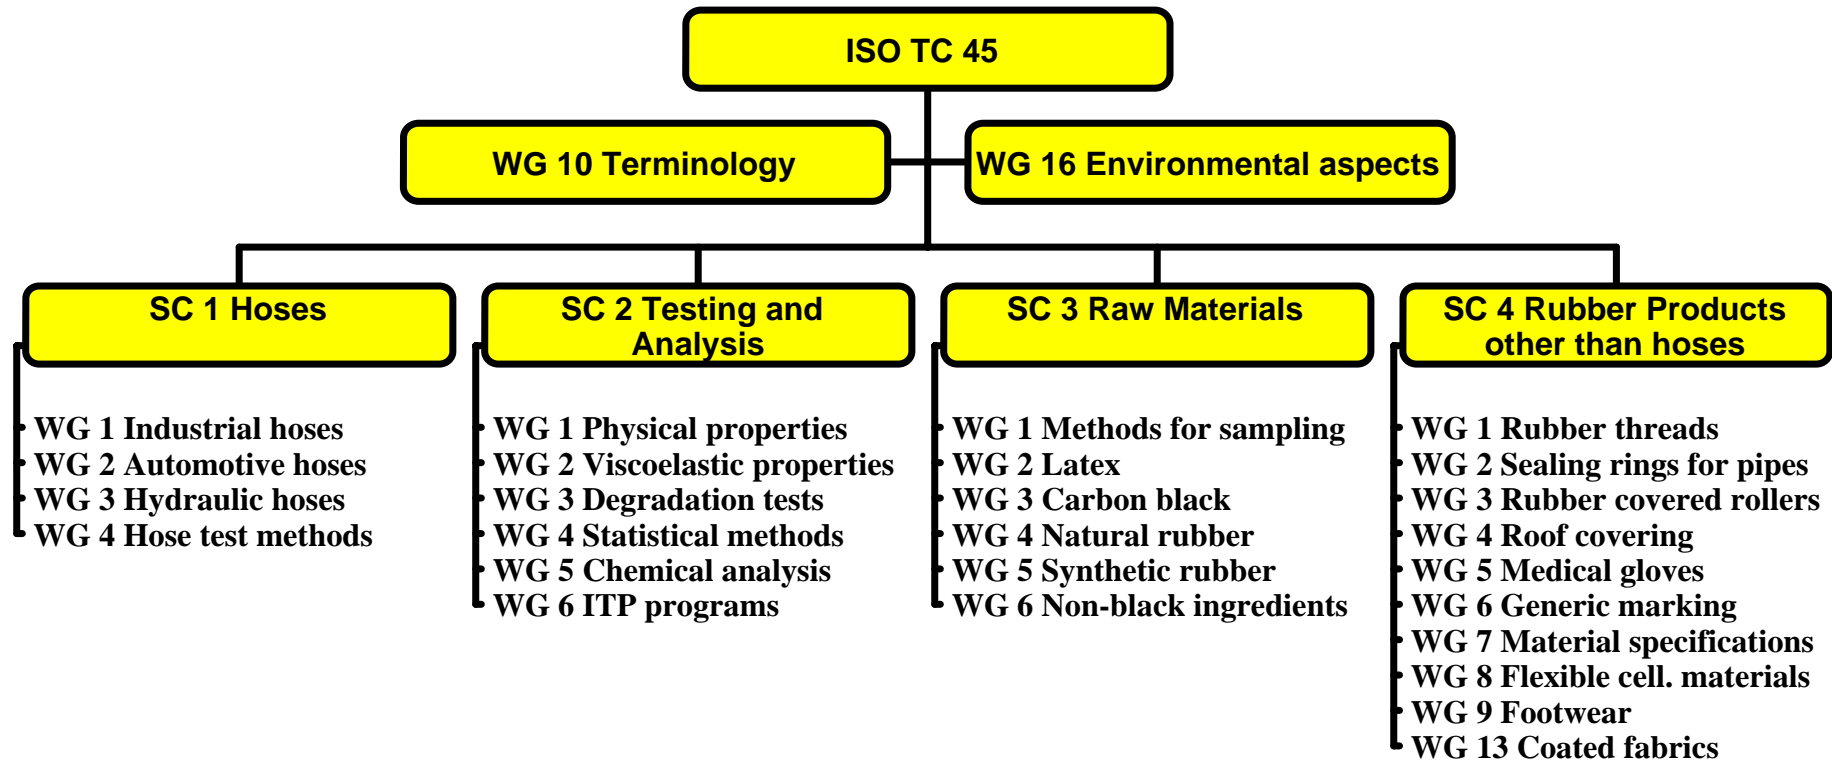 ISO TC 45
WG 10 Terminology
WG 16 Environmental aspects
SC 1 Hoses
WG 1 Industrial hoses
WG 2 Automotive hoses
WG 3 Hydraulic hoses
WG 4 Hose test methods
SC 2 Testing and
Analysis
WG 1 Physical properties
WG 2 Viscoelastic properties
WG 3 Degradation tests
WG 4 Statistical methods
WG 5 Chemical analysis
WG 6 ITP programs
SC 3 Raw Materials
WG 1 Methods for sampling
WG 2 Latex
WG 3 Carbon black
WG 4 Natural rubber
WG 5 Synthetic rubber
WG 6 Non-black ingredients
SC 4 Rubber Products
other than hoses
WG 1 Rubber threads
WG 2 Sealing rings for pipes
WG 3 Rubber covered rollers
WG 4 Roof covering
WG 5 Medical gloves
WG 6 Generic marking
WG 7 Material specifications
WG 8 Flexible cell. materials
WG 9 Footwear
WG 13 Coated fabrics